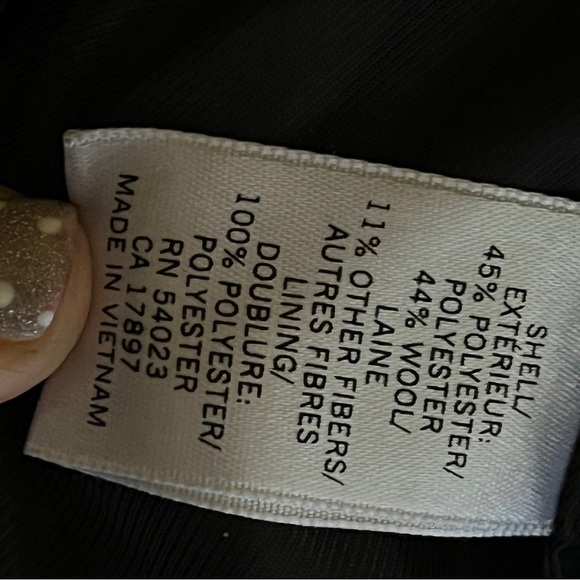 SHELL/
EXTÉRIEUR:
45% POLYESTER/
POLYESTER
44% WOOL/
LAINE
11% OTHER FIBERS/
AUTRES FIBRES
LINING/
DOUBLURE:
100% POLYESTER/
POLYESTER
RN 54023
CA 17897
MADE IN VIETNAM